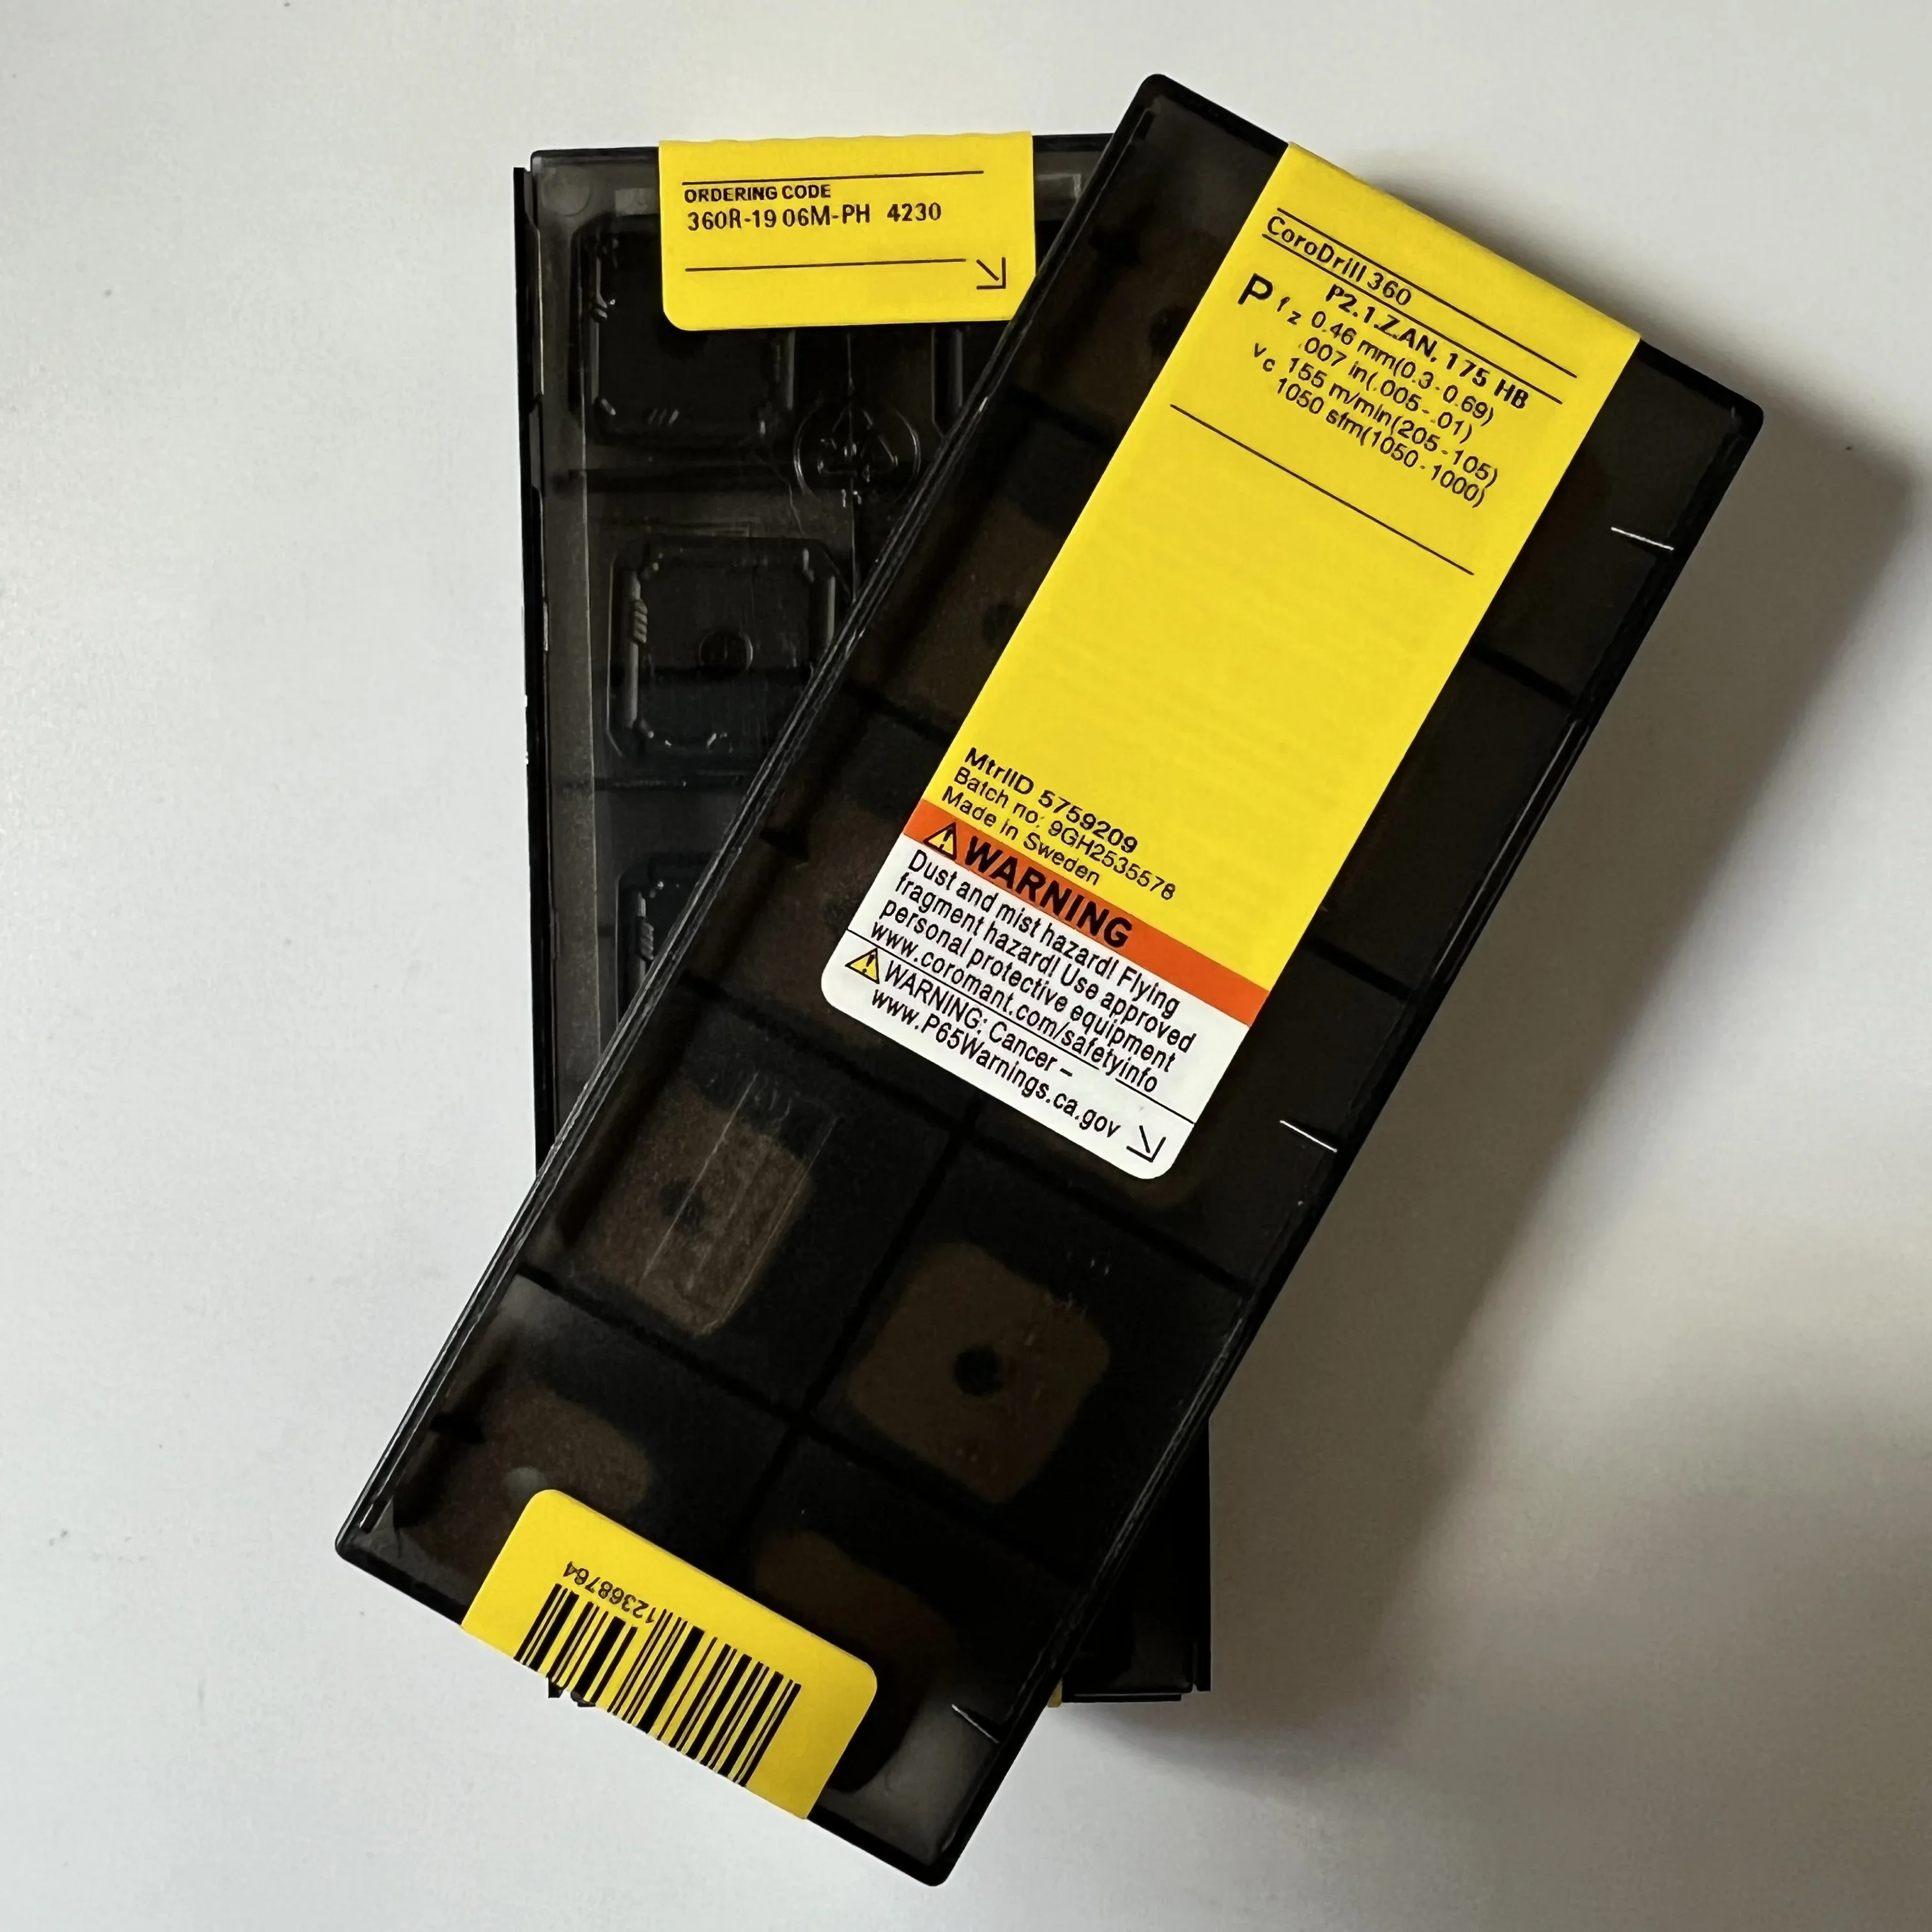 ORDERING CODE
360R-19 06M-PH 4230
CoroDrill 360
P2.1.Z.AN, 175 HB
P fz 0.46 mm(0.3-0.69)
.007 in(.005-.01)
vc 155 m/min(205-105)
1050 sfm(1050-1000)
MtrlID 5759209
Batch no: 9GH2535578
Made in Sweden
WARNING
Dust and mist hazard! Flying
fragment hazard! Use approved
personal protective equipment
www.coromant.com/safetyinfo
WARNING: Cancer –
www.P65Warnings.ca.gov
12368764